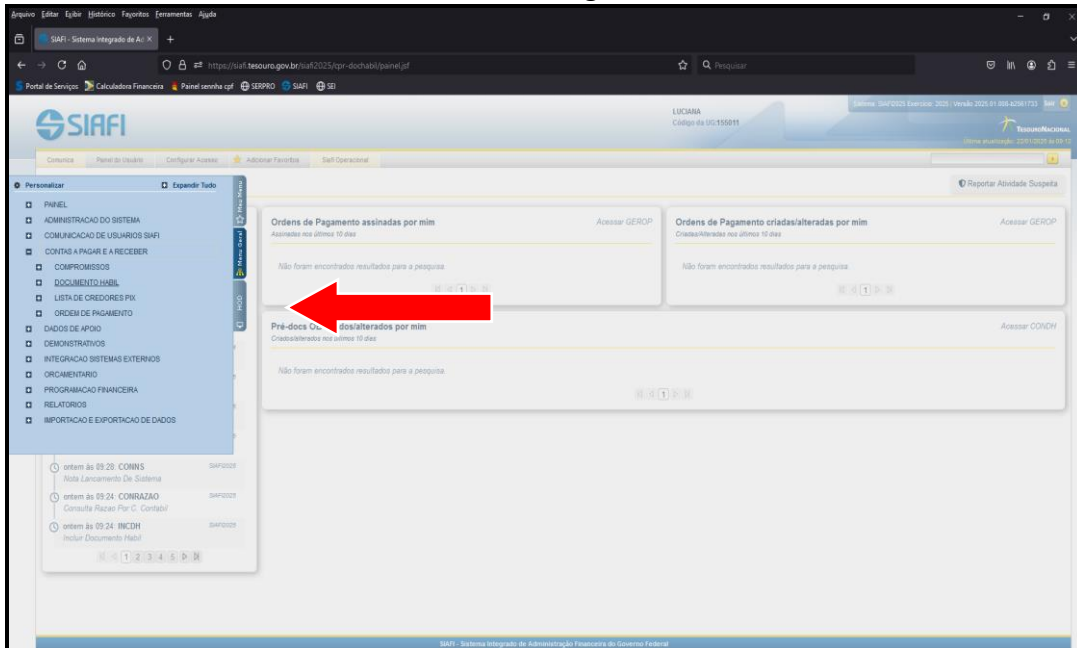 Arquivo Editar Exibir Histórico Favoritos Ferramentas Ajuda
SIAFI - Sistema Integrado de Ad × +
https://siafi.tesouro.gov.br/siafi2025/cpr-dochabil/painel.jsf
Pesquisar
Portal de Serviços Calculadora Financeira Painel sennha cpf SERPRO SIAFI SEI
SIAFI
LUCIANA
Código da UG: 155011
TESOURONACIONAL
Comunica Painel do Usuário Configurar Acesso Adicionar Favoritos Siafi Operacional
Personalizar Expandir Tudo
Reportar Atividade Suspeita
Meu Menu
Menu Geral
HOD
PAINEL
ADMINISTRACAO DO SISTEMA
COMUNICACAO DE USUARIOS SIAFI
CONTAS A PAGAR E A RECEBER
COMPROMISSOS
DOCUMENTO HABIL
LISTA DE CREDORES PIX
ORDEM DE PAGAMENTO
DADOS DE APOIO
DEMONSTRATIVOS
INTEGRACAO SISTEMAS EXTERNOS
ORCAMENTARIO
PROGRAMACAO FINANCEIRA
RELATORIOS
IMPORTACAO E EXPORTACAO DE DADOS
Ordens de Pagamento assinadas por mim Acessar GEROP
Assinadas nos últimos 10 dias
Não foram encontrados resultados para a pesquisa.
1
Ordens de Pagamento criadas/alteradas por mim Acessar GEROP
Criadas/Alteradas nos últimos 10 dias
Não foram encontrados resultados para a pesquisa.
1
Pré-docs dos/alterados por mim Acessar CONDH
Criados/alterados nos últimos 10 dias
Não foram encontrados resultados para a pesquisa.
1
ontem às 09:28 CONNS SIAFI2025
Nota Lancamento De Sistema
ontem às 09:24 CONRAZAO SIAFI2025
Consulta Razao Por C. Contabil
ontem às 09:24 INCDH SIAFI2025
Incluir Documento Habil
1 2 3 4 5
SIAFI - Sistema Integrado de Administração Financeira do Governo Federal